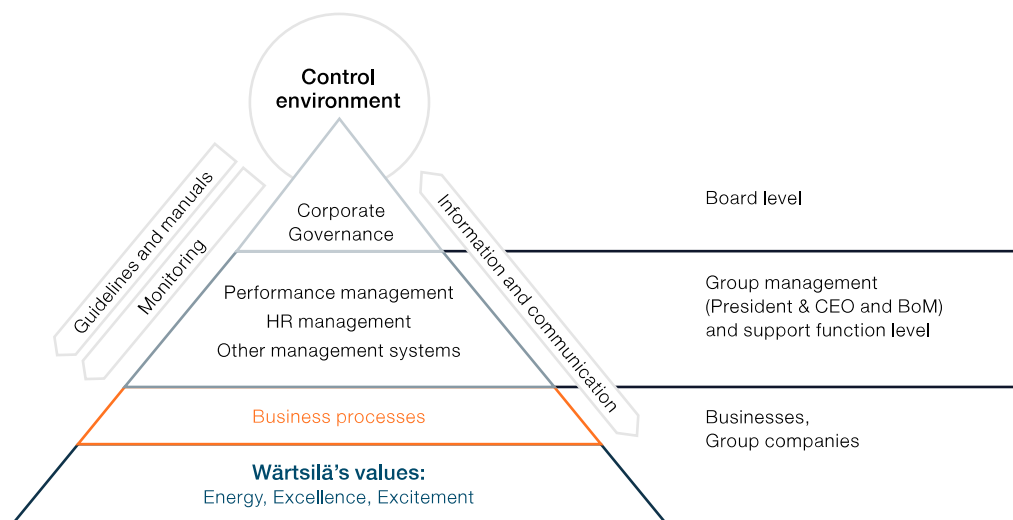 Control
environment
Guidelines and manuals
Monitoring
Information and communication
Corporate
Governance
Board level
Performance management
HR management
Other management systems
Group management
(President & CEO and BoM)
and support function level
Business processes
Businesses,
Group companies
Wärtsilä’s values:
Energy, Excellence, Excitement